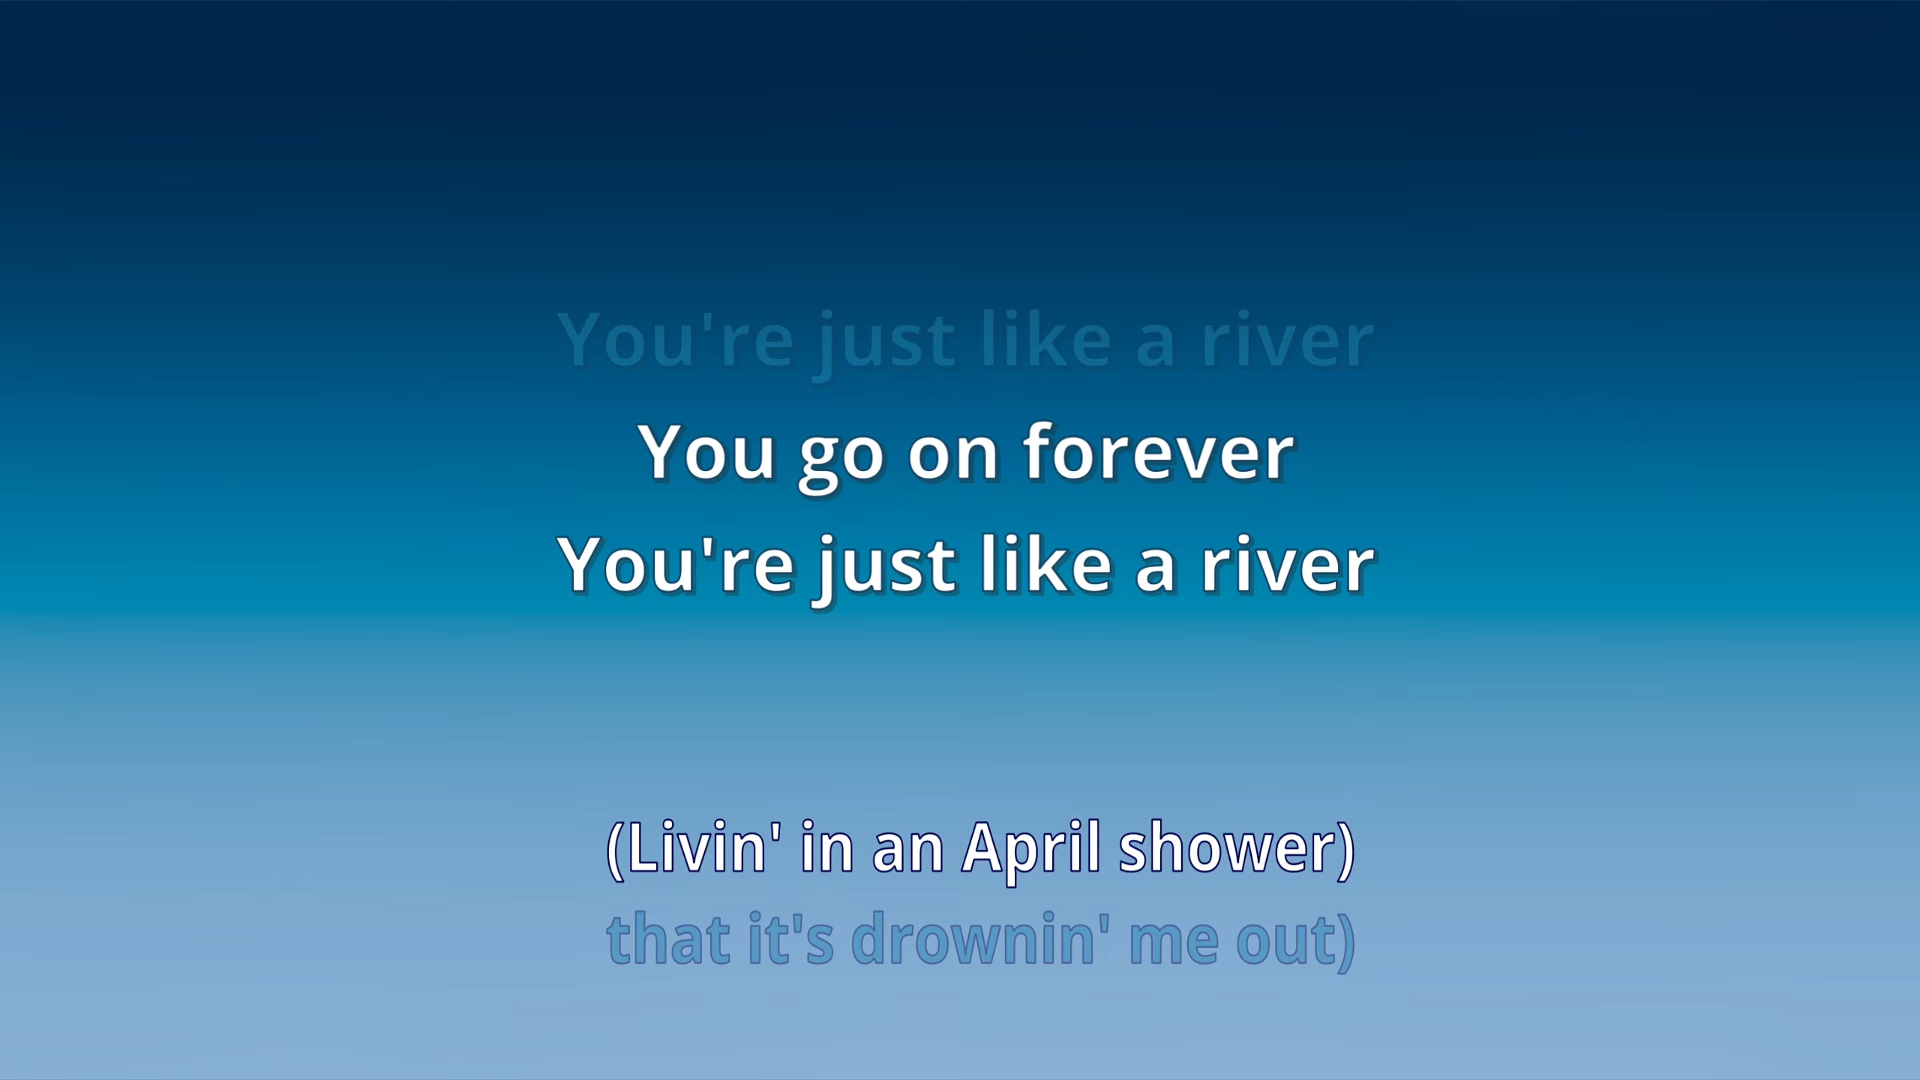 You're just like a river
You go on forever
You're just like a river
(Livin' in an April shower)
that it's drownin' me out)